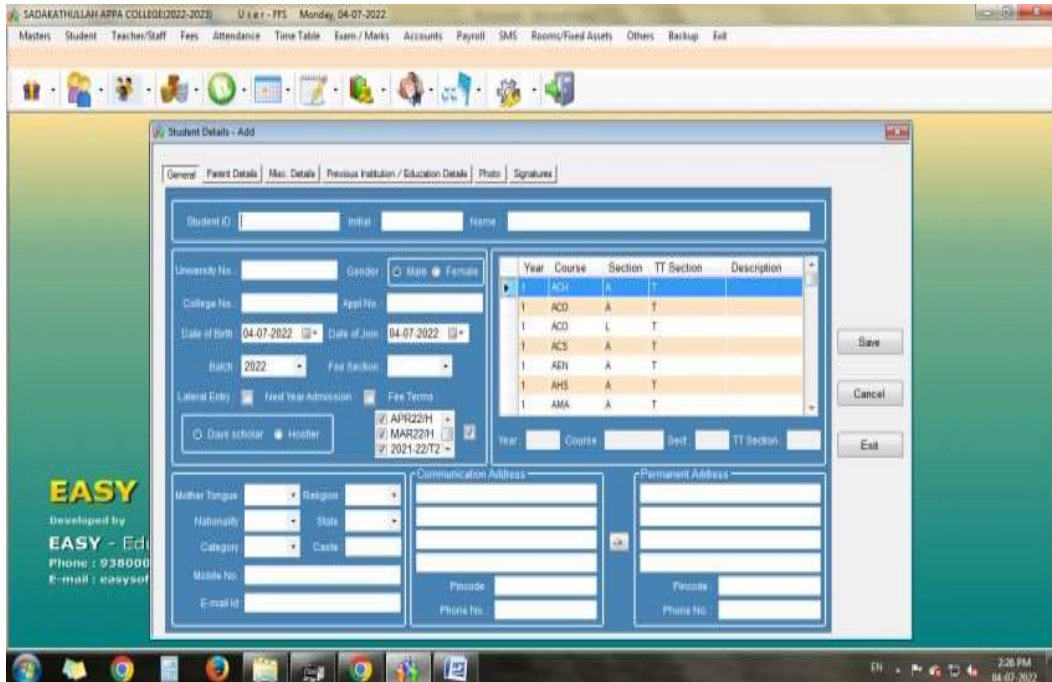 SADAKATHULLAH APPA COLLEGE(2022-2023) User-FFS Monday, 04-07-2022
Masters Student Teacher/Staff Fees Attendance Time Table Exam / Marks Accounts Payroll SMS Rooms/Fixed Assets Others Backup Exit
Student Details - Add
General Parent Details Misc. Details Previous Institution / Education Details Photo Signatures
Student ID : Initial : Name :
University No. : Gender : Male Female
College No. : Appl No. :
Date of Birth : 04-07-2022 Date of Join : 04-07-2022
Batch : 2022 Fee Section :
Lateral Entry Next Year Admission Fee Terms
APR22/H
MAR22/H
2021-22/T2
Days scholar Hostler
Year Course Section TT Section Description
1 ACH A T
1 ACO A T
1 ACO L T
1 ACS A T
1 AEN A T
1 AHS A T
1 AMA A T
Year : Course : Sect : TT Section :
Save
Cancel
Exit
Mother Tongue Religion
Nationality State
Category Caste
Mobile No.
E-mail Id
Communication Address
Pincode :
Phone No. :
->
Permanent Address
Pincode :
Phone No. :
EASY
Developed by
EASY - Edu
Phone : 938000
E-mail : easysof
EN 2:26 PM
04-07-2022